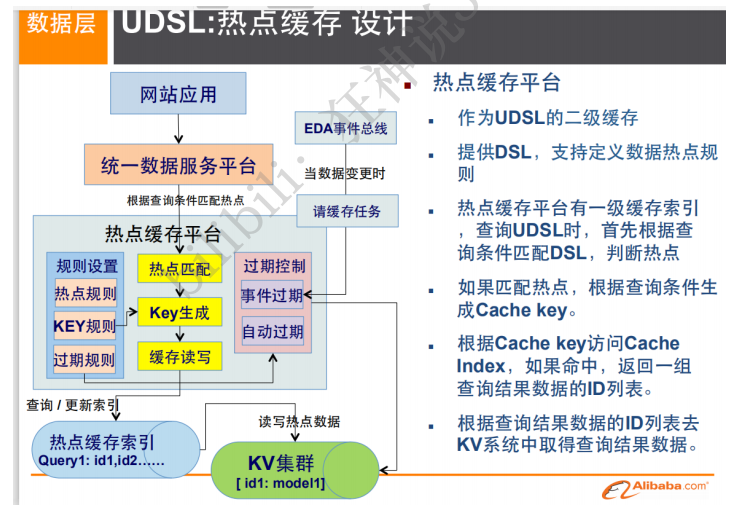 数据层
UDSL:热点缓存 设计
网站应用
统一数据服务平台
根据查询条件匹配热点
EDA事件总线
当数据变更时
请缓存任务
热点缓存平台
规则设置
热点规则
KEY规则
过期规则
热点匹配
Key生成
缓存读写
过期控制
事件过期
自动过期
查询 / 更新索引
热点缓存索引
Query1: id1,id2……
读写热点数据
KV集群
[ id1: model1]
热点缓存平台
作为UDSL的二级缓存
提供DSL，支持定义数据热点规
则
热点缓存平台有一级缓存索引
，查询UDSL时，首先根据查
询条件匹配DSL，判断热点
如果匹配热点，根据查询条件生
成Cache key。
根据Cache key访问Cache
Index，如果命中，返回一组
查询结果数据的ID列表。
根据查询结果数据的ID列表去
KV系统中取得查询结果数据。
Alibaba.com
bilibili: 狂神说